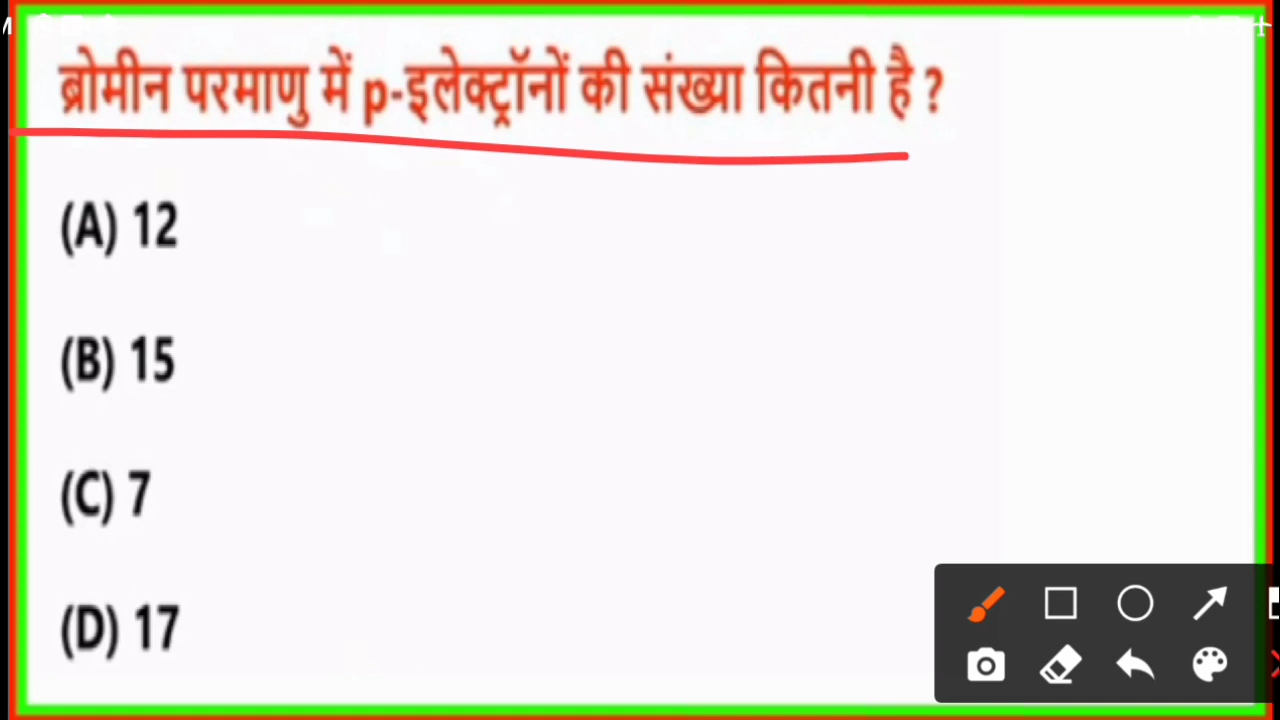 ब्रोमीन परमाणु में p-इलेक्ट्रॉनों की संख्या कितनी है ?
(A) 12
(B) 15
(C) 7
(D) 17